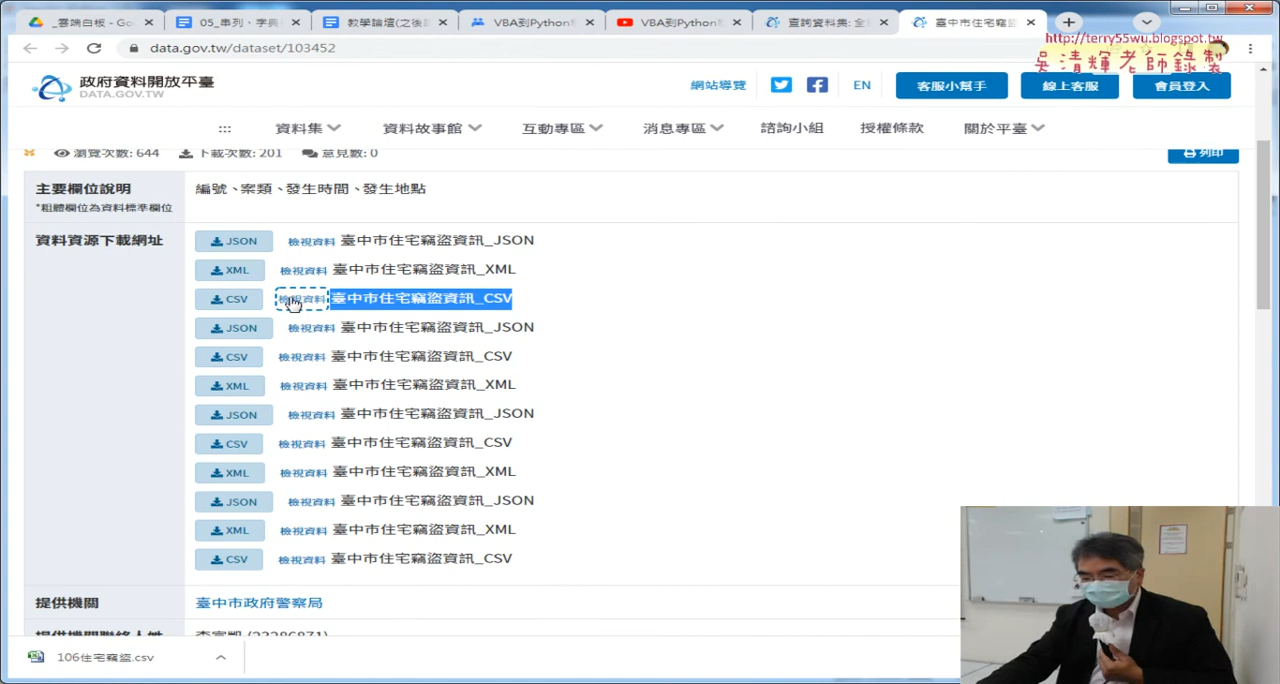 _雲端白板 - Go
05_串列、字典
教學論壇(之後
VBA到Python
VBA到Python
查詢資料集: 全
臺中市住宅竊盜
data.gov.tw/dataset/103452
http://terry55wu.blogspot.tw
吳清輝老師錄製
政府資料開放平臺
DATA.GOV.TW
網站導覽
EN
客服小幫手
線上客服
會員登入
資料集
資料故事館
互動專區
消息專區
諮詢小組
授權條款
關於平臺
瀏覽次數: 644
下載次數: 201
意見數: 0
列印
主要欄位說明
*粗體欄位為資料標準欄位
編號、案類、發生時間、發生地點
資料資源下載網址
JSON 檢視資料 臺中市住宅竊盜資訊_JSON
XML 檢視資料 臺中市住宅竊盜資訊_XML
CSV 檢視資料 臺中市住宅竊盜資訊_CSV
JSON 檢視資料 臺中市住宅竊盜資訊_JSON
CSV 檢視資料 臺中市住宅竊盜資訊_CSV
XML 檢視資料 臺中市住宅竊盜資訊_XML
JSON 檢視資料 臺中市住宅竊盜資訊_JSON
CSV 檢視資料 臺中市住宅竊盜資訊_CSV
XML 檢視資料 臺中市住宅竊盜資訊_XML
JSON 檢視資料 臺中市住宅竊盜資訊_JSON
XML 檢視資料 臺中市住宅竊盜資訊_XML
CSV 檢視資料 臺中市住宅竊盜資訊_CSV
提供機關
臺中市政府警察局
106住宅竊盜.csv